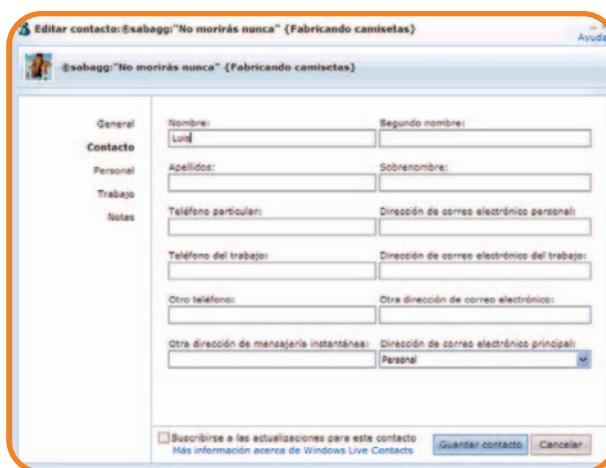 Editar contacto:®sabagg:"No morirás nunca" {Fabricando camisetas}
Ayuda
®sabagg:"No morirás nunca" {Fabricando camisetas}
General
Contacto
Personal
Trabajo
Notas
Nombre: Segundo nombre:
Luis
Apellidos: Sobrenombre:
Teléfono particular: Dirección de correo electrónico personal:
Teléfono del trabajo: Dirección de correo electrónico del trabajo:
Otro teléfono: Otra dirección de correo electrónico:
Otra dirección de mensajería instantánea: Dirección de correo electrónico principal:
Personal
Suscribirse a las actualizaciones para este contacto
Más información acerca de Windows Live Contacts
Guardar contacto Cancelar